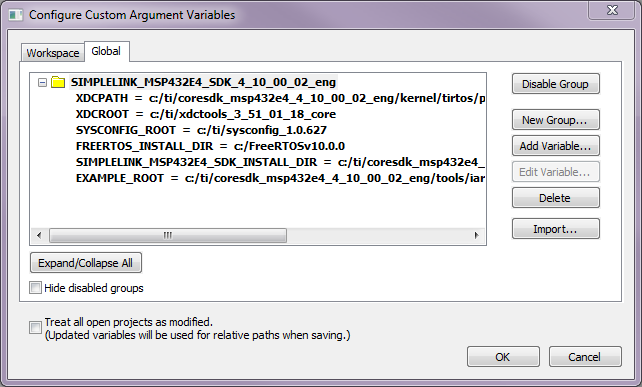 Configure Custom Argument Variables
Workspace
Global
SIMPLELINK_MSP432E4_SDK_4_10_00_02_eng
XDCPATH = c:/ti/coresdk_msp432e4_4_10_00_02_eng/kernel/tirtos/p
XDCROOT = c:/ti/xdctools_3_51_01_18_core
SYSCONFIG_ROOT = c:/ti/sysconfig_1.0.627
FREERTOS_INSTALL_DIR = c:/FreeRTOSv10.0.0
SIMPLELINK_MSP432E4_SDK_INSTALL_DIR = c:/ti/coresdk_msp432e4_
EXAMPLE_ROOT = c:/ti/coresdk_msp432e4_4_10_00_02_eng/tools/iar
Disable Group
New Group...
Add Variable...
Edit Variable...
Delete
Import...
Expand/Collapse All
Hide disabled groups
Treat all open projects as modified.
(Updated variables will be used for relative paths when saving.)
OK
Cancel